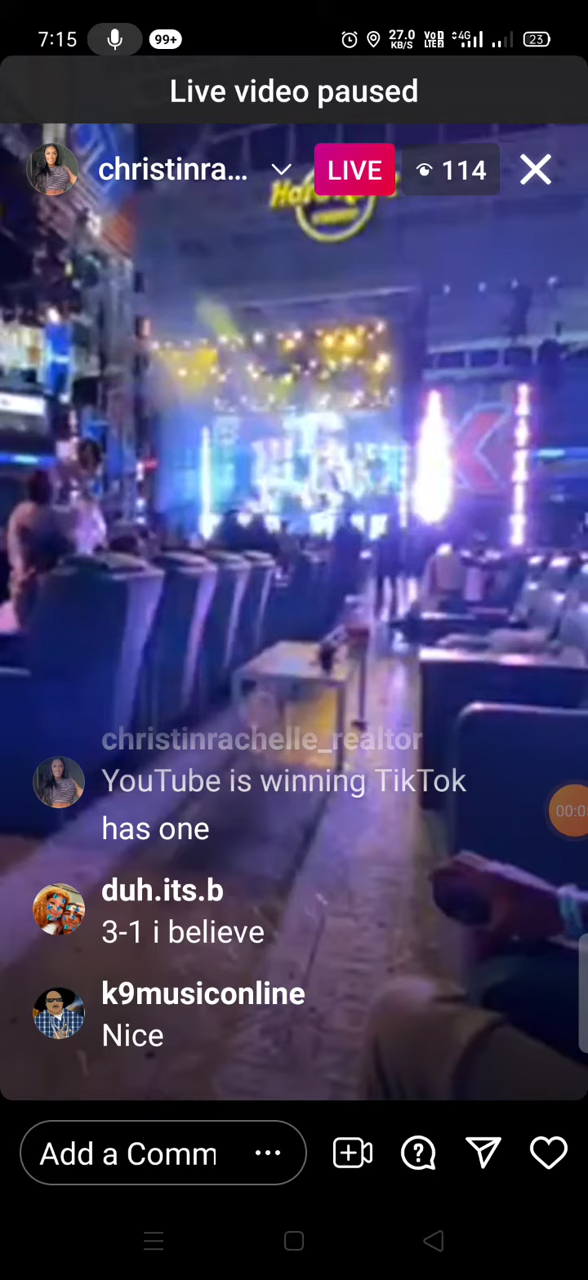 7:15
99+
27.0
KB/S
4G
23
Live video paused
christinra...
LIVE
114
christinrachelle_realtor
YouTube is winning TikTok
has one
duh.its.b
3-1 i believe
k9musiconline
Nice
Add a Comm